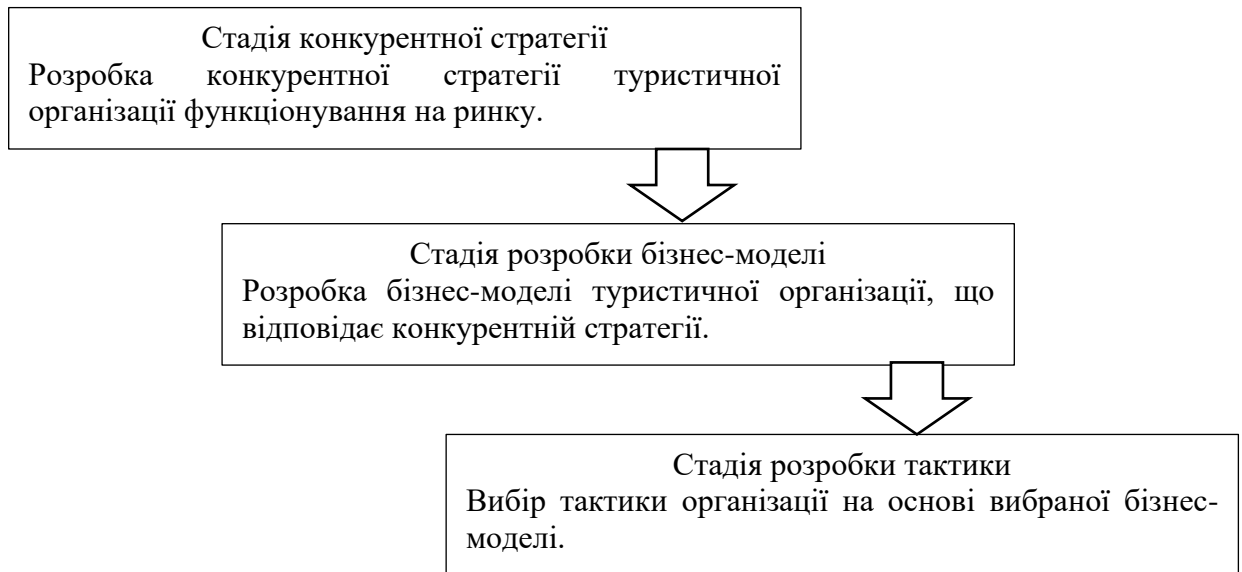 Стадія конкурентної стратегії
Розробка конкурентної стратегії туристичної
організації функціонування на ринку.
Стадія розробки бізнес-моделі
Розробка бізнес-моделі туристичної організації, що
відповідає конкурентній стратегії.
Стадія розробки тактики
Вибір тактики організації на основі вибраної бізнес-
моделі.